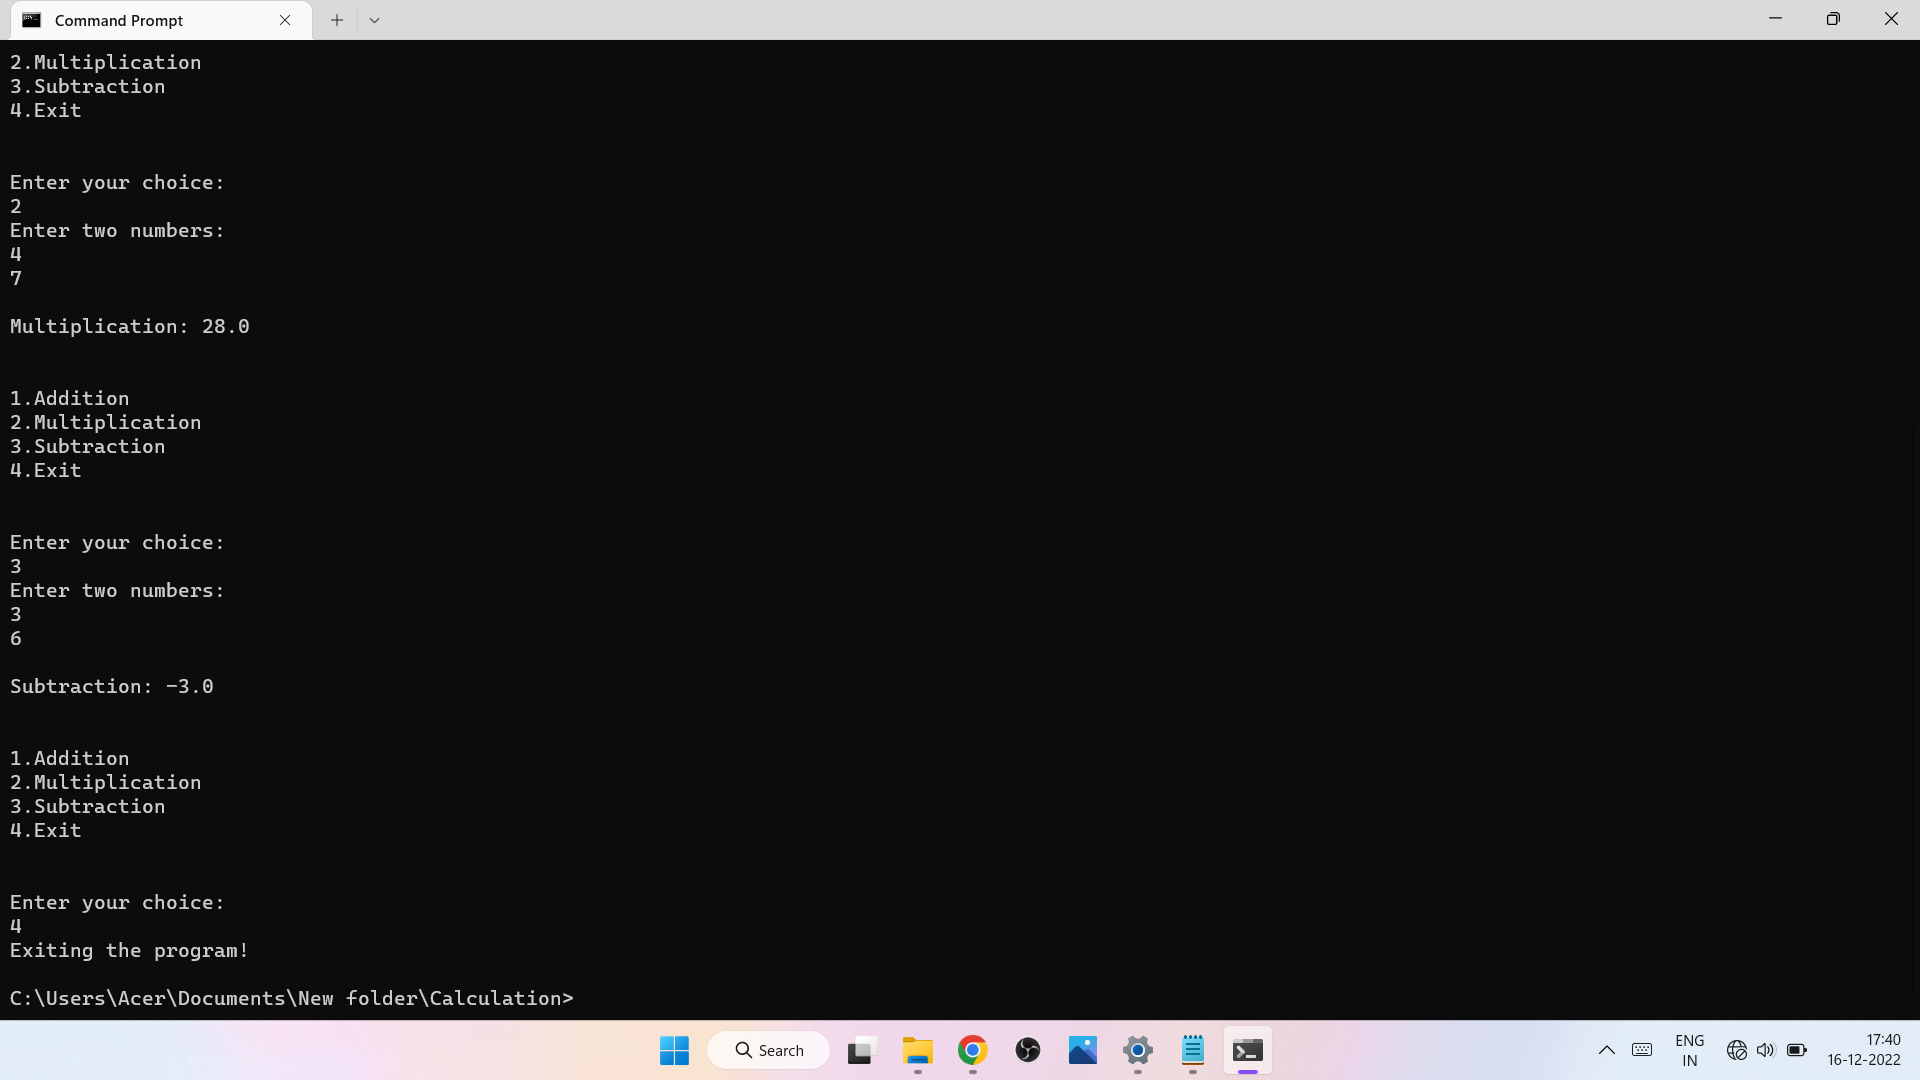 Command Prompt
2.Multiplication
3.Subtraction
4.Exit
Enter your choice:
2
Enter two numbers:
4
7
Multiplication: 28.0
1.Addition
2.Multiplication
3.Subtraction
4.Exit
Enter your choice:
3
Enter two numbers:
3
6
Subtraction: -3.0
1.Addition
2.Multiplication
3.Subtraction
4.Exit
Enter your choice:
4
Exiting the program!
C:\Users\Acer\Documents\New folder\Calculation>
Search
ENG
IN
17:40
16-12-2022